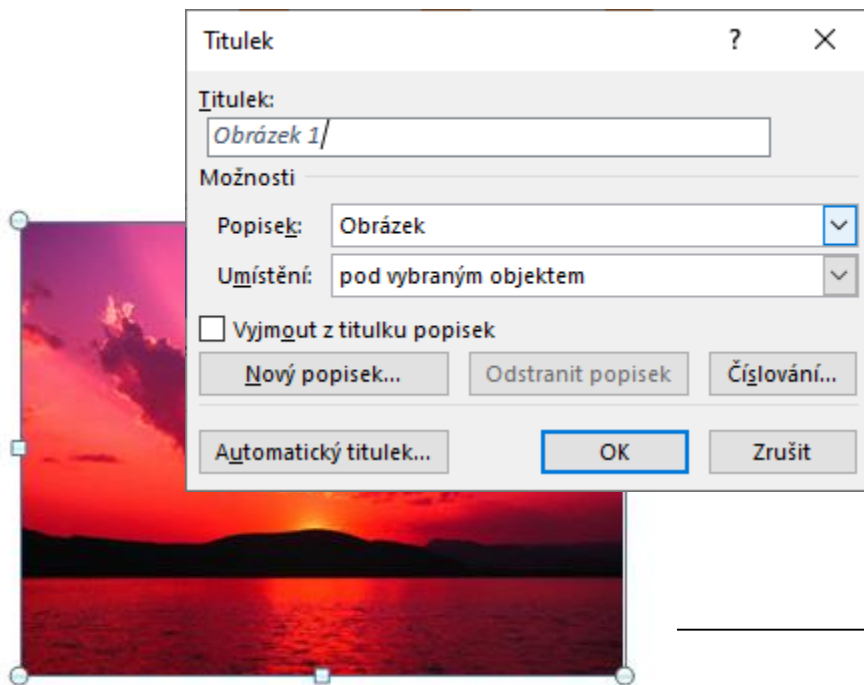 Titulek ?
Titulek:
Obrázek 1
Možnosti
Popisek: Obrázek
Umístění: pod vybraným objektem
Vyjmout z titulku popisek
Nový popisek... Odstranit popisek Číslování...
Automatický titulek... OK Zrušit